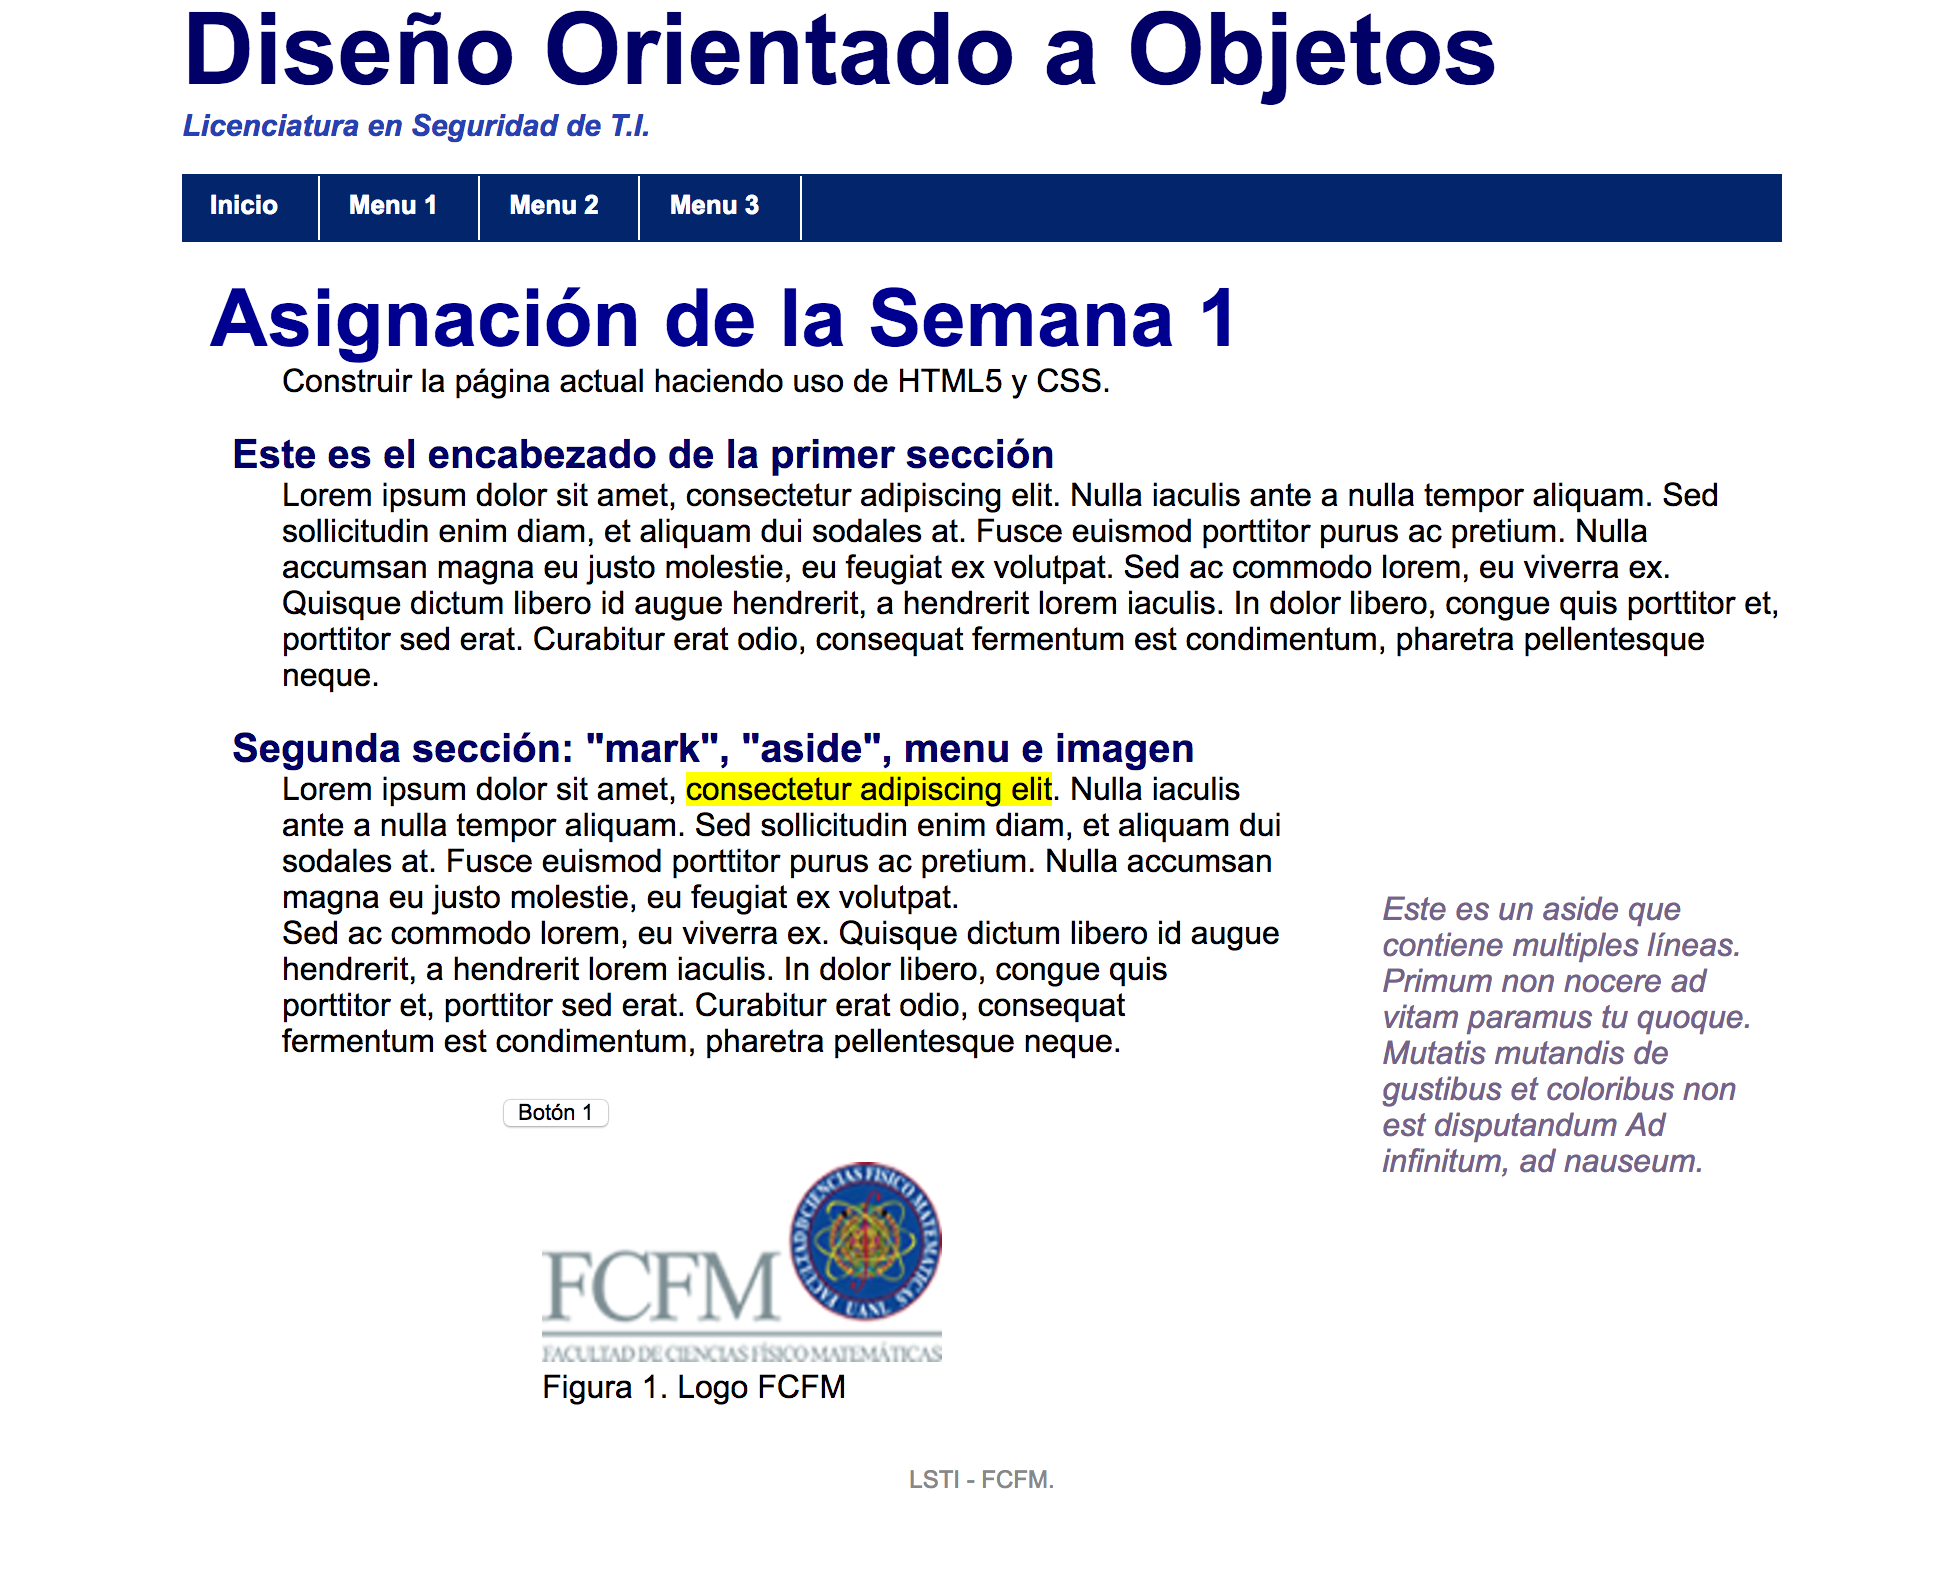 Diseño Orientado a Objetos
Licenciatura en Seguridad de T.I.
Inicio
Menu 1
Menu 2
Menu 3
Asignación de la Semana 1
Construir la página actual haciendo uso de HTML5 y CSS.
Este es el encabezado de la primer sección
Lorem ipsum dolor sit amet, consectetur adipiscing elit. Nulla iaculis ante a nulla tempor aliquam. Sed
sollicitudin enim diam, et aliquam dui sodales at. Fusce euismod porttitor purus ac pretium. Nulla
accumsan magna eu justo molestie, eu feugiat ex volutpat. Sed ac commodo lorem, eu viverra ex.
Quisque dictum libero id augue hendrerit, a hendrerit lorem iaculis. In dolor libero, congue quis porttitor et,
porttitor sed erat. Curabitur erat odio, consequat fermentum est condimentum, pharetra pellentesque
neque.
Segunda sección: "mark", "aside", menu e imagen
Lorem ipsum dolor sit amet, consectetur adipiscing elit. Nulla iaculis
ante a nulla tempor aliquam. Sed sollicitudin enim diam, et aliquam dui
sodales at. Fusce euismod porttitor purus ac pretium. Nulla accumsan
magna eu justo molestie, eu feugiat ex volutpat.
Sed ac commodo lorem, eu viverra ex. Quisque dictum libero id augue
hendrerit, a hendrerit lorem iaculis. In dolor libero, congue quis
porttitor et, porttitor sed erat. Curabitur erat odio, consequat
fermentum est condimentum, pharetra pellentesque neque.
Este es un aside que
contiene multiples líneas.
Primum non nocere ad
vitam paramus tu quoque.
Mutatis mutandis de
gustibus et coloribus non
est disputandum Ad
infinitum, ad nauseum.
Botón 1
FACULTAD DE CIENCIAS FISICO MATEMATICAS
UANL
FCFM
FACULTAD DE CIENCIAS FÍSICO MATEMÁTICAS
Figura 1. Logo FCFM
LSTI - FCFM.